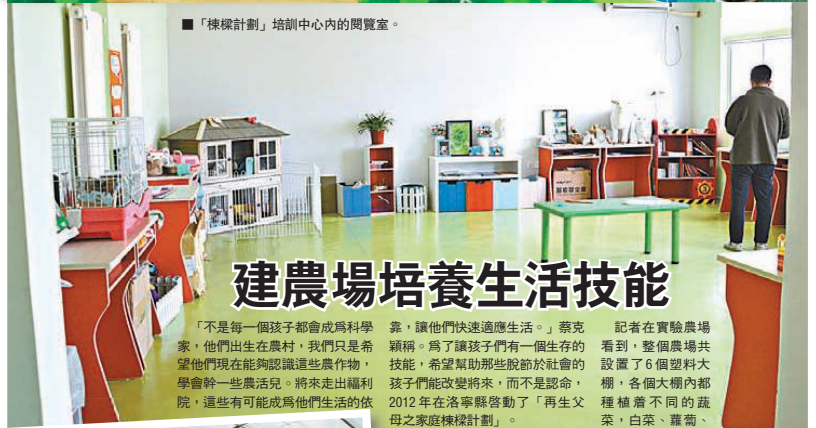 ■「棟樑計劃」培訓中心內的閱覽室。
建農場培養生活技能
「不是每一個孩子都會成爲科學
家，他們出生在農村，我們只是希
望他們現在能夠認識這些農作物，
學會幹一些農活兒。將來走出福利
院，這些有可能成爲他們生活的依
靠，讓他們快速適應生活。」蔡克
穎稱。爲了讓孩子們有一個生存的
技能，希望幫助那些脫節於社會的
孩子們能改變將來，而不是認命，
2012年在洛寧縣啓動了「再生父
母之家庭棟樑計劃」。
記者在實驗農場
看到，整個農場共
設置了6個塑料大
棚，各個大棚內都
種植着不同的蔬
菜，白菜、蘿蔔、